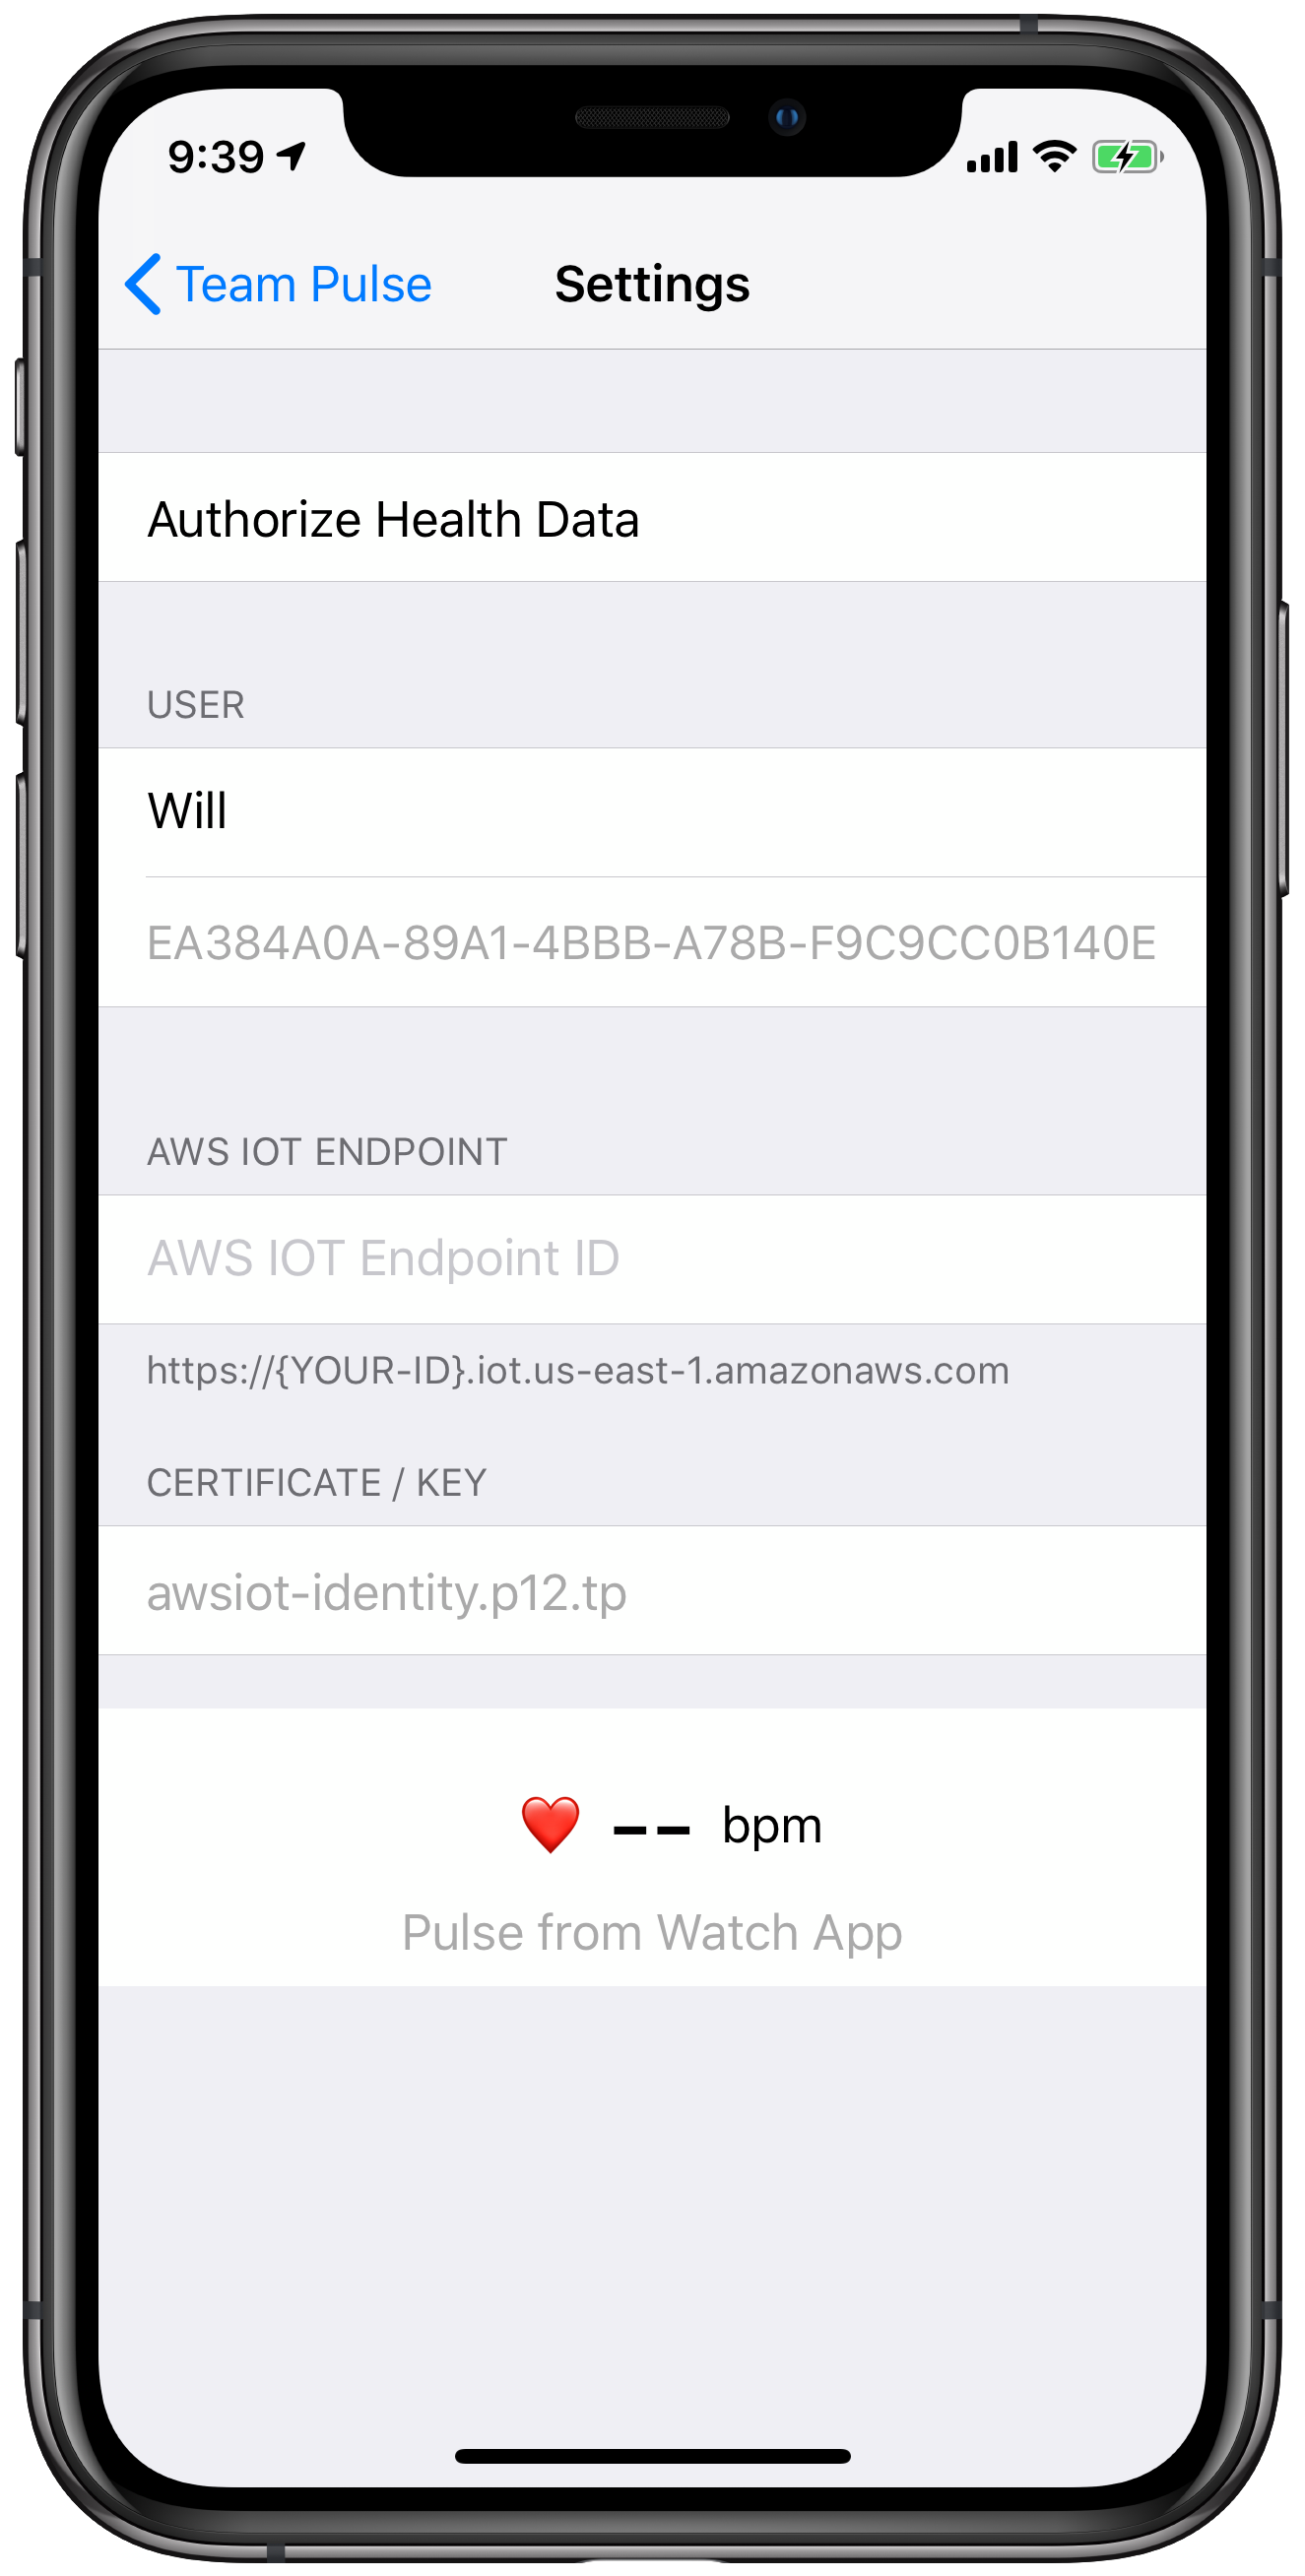 9:39
Team Pulse Settings
Authorize Health Data
USER
Will
EA384A0A-89A1-4BBB-A78B-F9C9CC0B140E
AWS IOT ENDPOINT
AWS IOT Endpoint ID
https://{YOUR-ID}.iot.us-east-1.amazonaws.com
CERTIFICATE / KEY
awsiot-identity.p12.tp
❤️ -- bpm
Pulse from Watch App